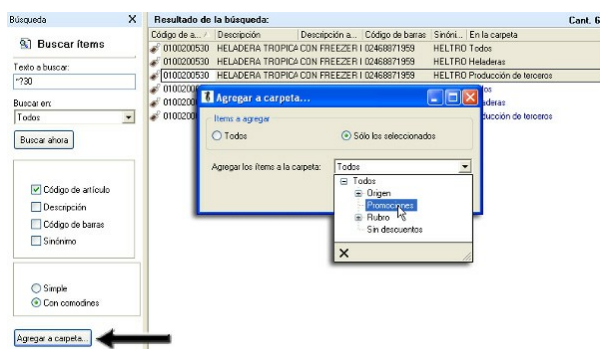 Búsqueda X
Buscar ítems
Texto a buscar:
*?30
Buscar en:
Todos
Buscar ahora
Código de artículo
Descripción
Código de barras
Sinónimo
Simple
Con comodines
Agregar a carpeta...
Resultado de la búsqueda: Cant. 6
Código de a... Descripción Descripción a... Código de barras Sinóni... En la carpeta
0100200530 HELADERA TROPICA CON FREEZER I 02468871959 HELTRO Todos
0100200530 HELADERA TROPICA CON FREEZER I 02468871959 HELTRO Heladeras
0100200530 HELADERA TROPICA CON FREEZER I 02468871959 HELTRO Producción de terceros
Agregar a carpeta...
Items a agregar
Todos Sólo los seleccionados
Agregar los ítems a la carpeta: Todos
Todos
Origen
Promociones
Rubro
Sin descuentos